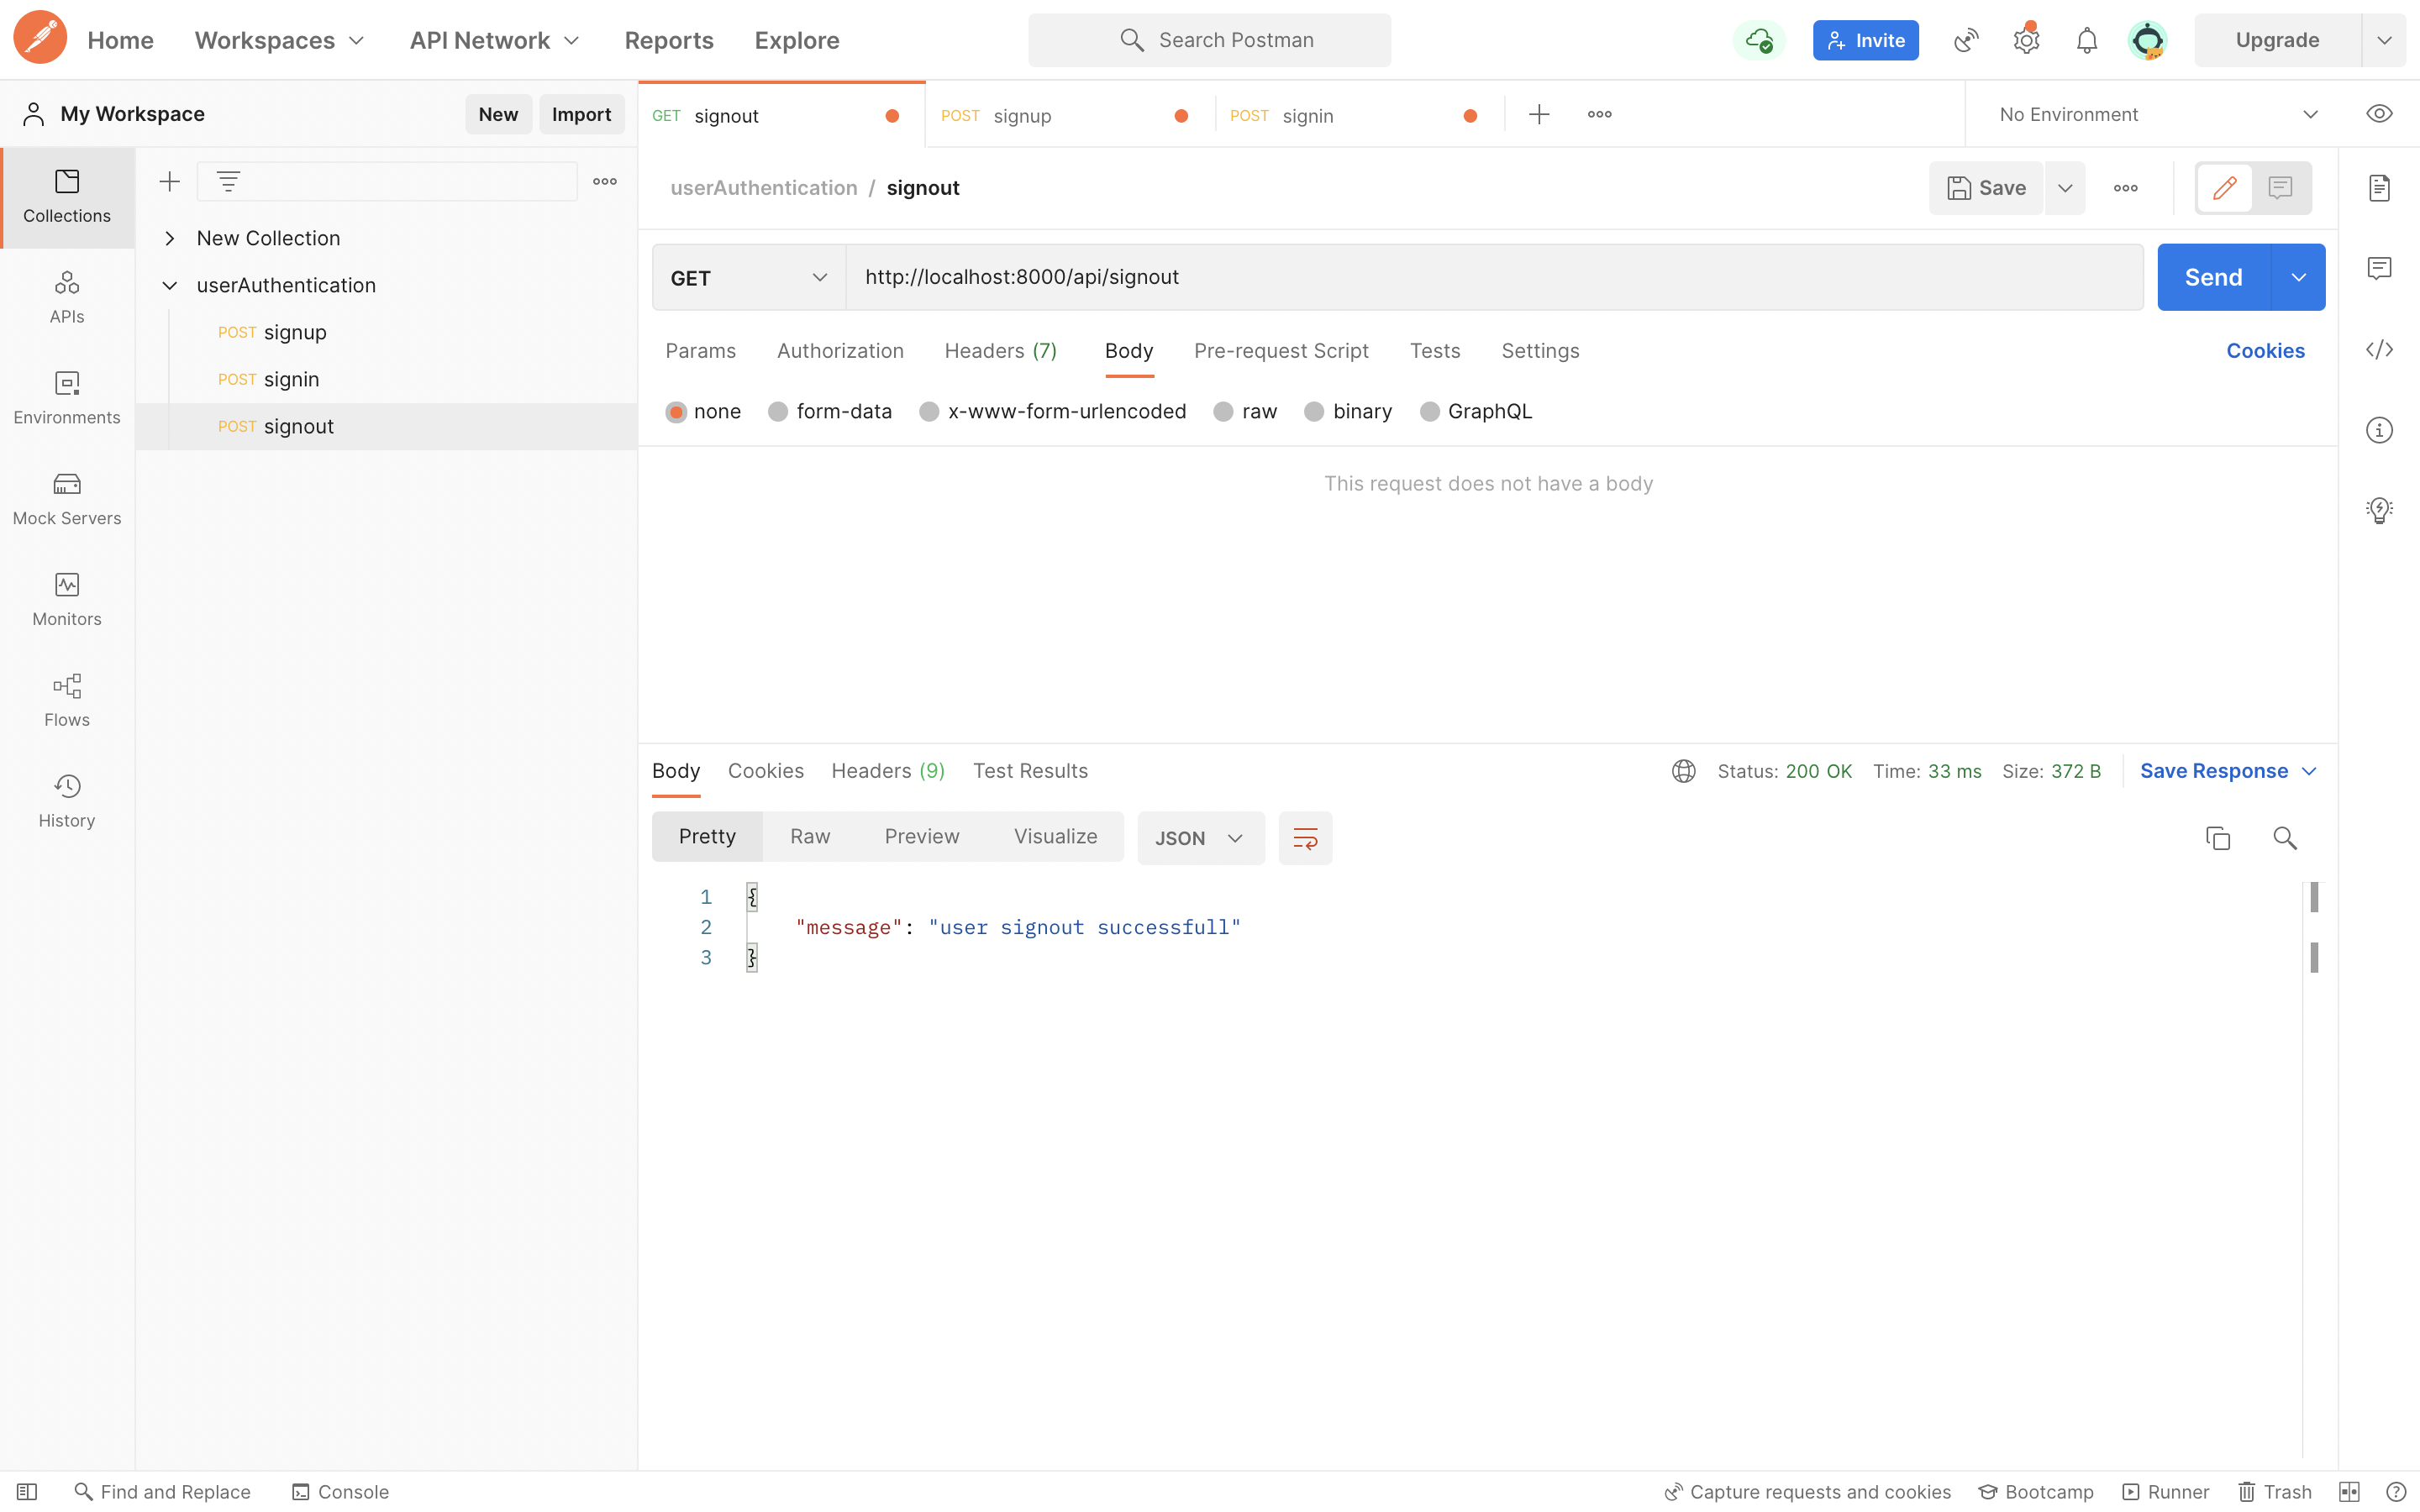 Home Workspaces API Network Reports Explore Search Postman Invite Upgrade
My Workspace New Import
GET signout POST signup POST signin No Environment
Collections
APIs
Environments
Mock Servers
Monitors
Flows
History
New Collection
userAuthentication
POST signup
POST signin
POST signout
userAuthentication / signout Save
GET http://localhost:8000/api/signout Send
Params Authorization Headers (7) Body Pre-request Script Tests Settings Cookies
none form-data x-www-form-urlencoded raw binary GraphQL
This request does not have a body
Body Cookies Headers (9) Test Results Status: 200 OK Time: 33 ms Size: 372 B Save Response
Pretty Raw Preview Visualize JSON
1 {
2 "message": "user signout successfull"
3 }
Find and Replace Console Capture requests and cookies Bootcamp Runner Trash